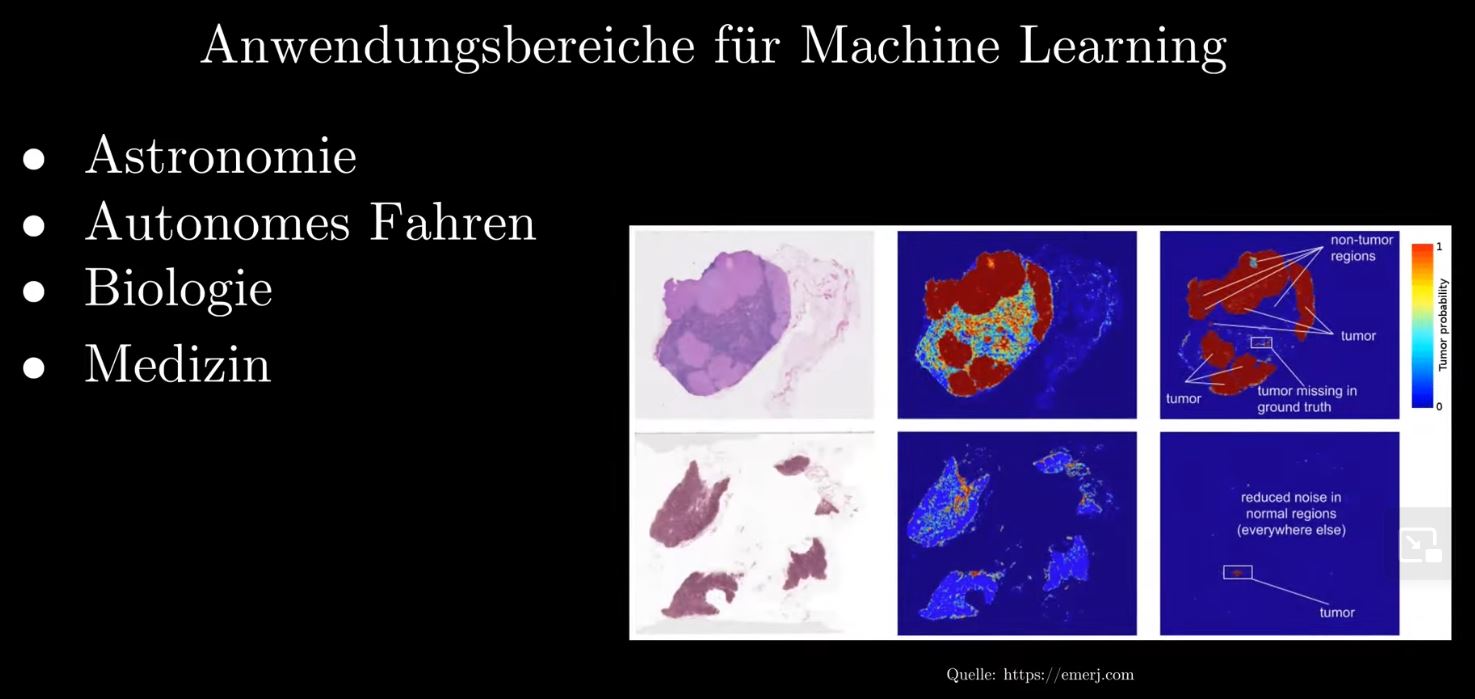 Anwendungsbereiche für Machine Learning
● Astronomie
● Autonomes Fahren
● Biologie
● Medizin
non-tumor
regions
tumor
tumor
tumor missing in
ground truth
1
Tumor probability
0
reduced noise in
normal regions
(everywhere else)
tumor
Quelle: https://emerj.com